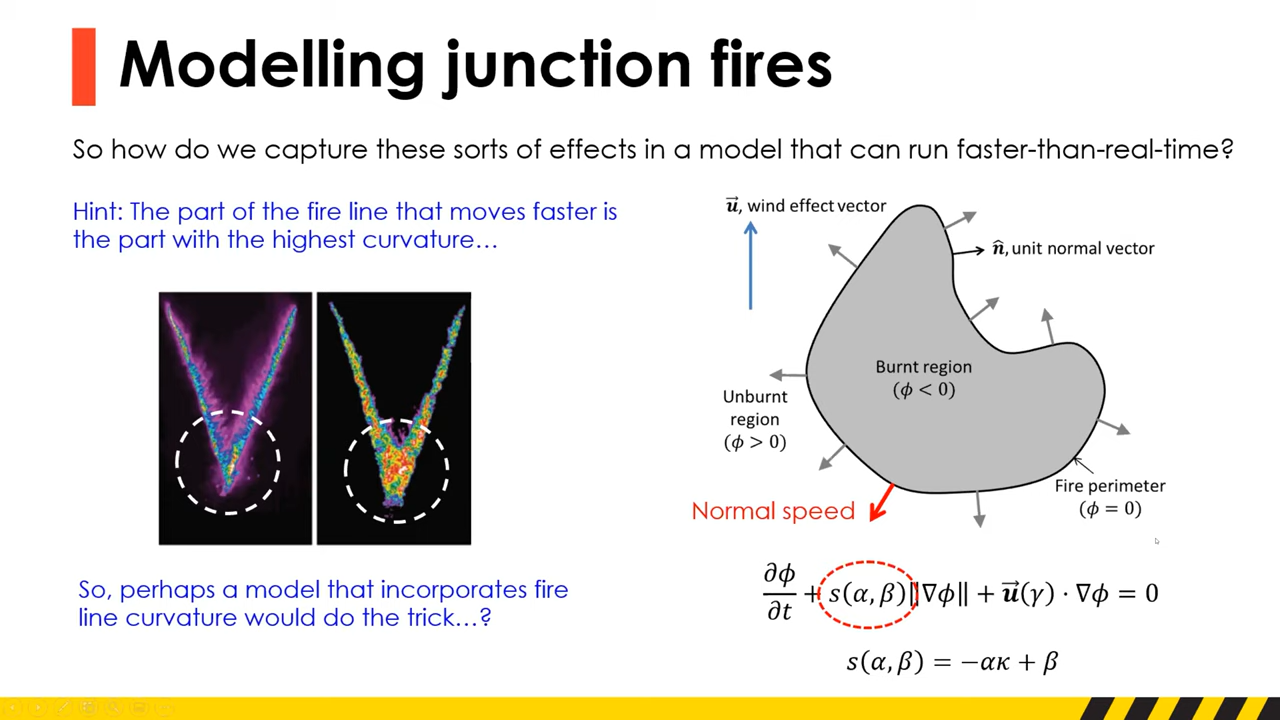 Modelling junction fires
So how do we capture these sorts of effects in a model that can run faster-than-real-time?
Hint: The part of the fire line that moves faster is
the part with the highest curvature…
So, perhaps a model that incorporates fire
line curvature would do the trick…?
u⃗, wind effect vector
n̂, unit normal vector
Burnt region
(ϕ < 0)
Unburnt
region
(ϕ > 0)
Fire perimeter
(ϕ = 0)
Normal speed
∂ϕ/∂t + s(α, β)‖∇ϕ‖ + u⃗(γ) · ∇ϕ = 0
s(α, β) = −ακ + β